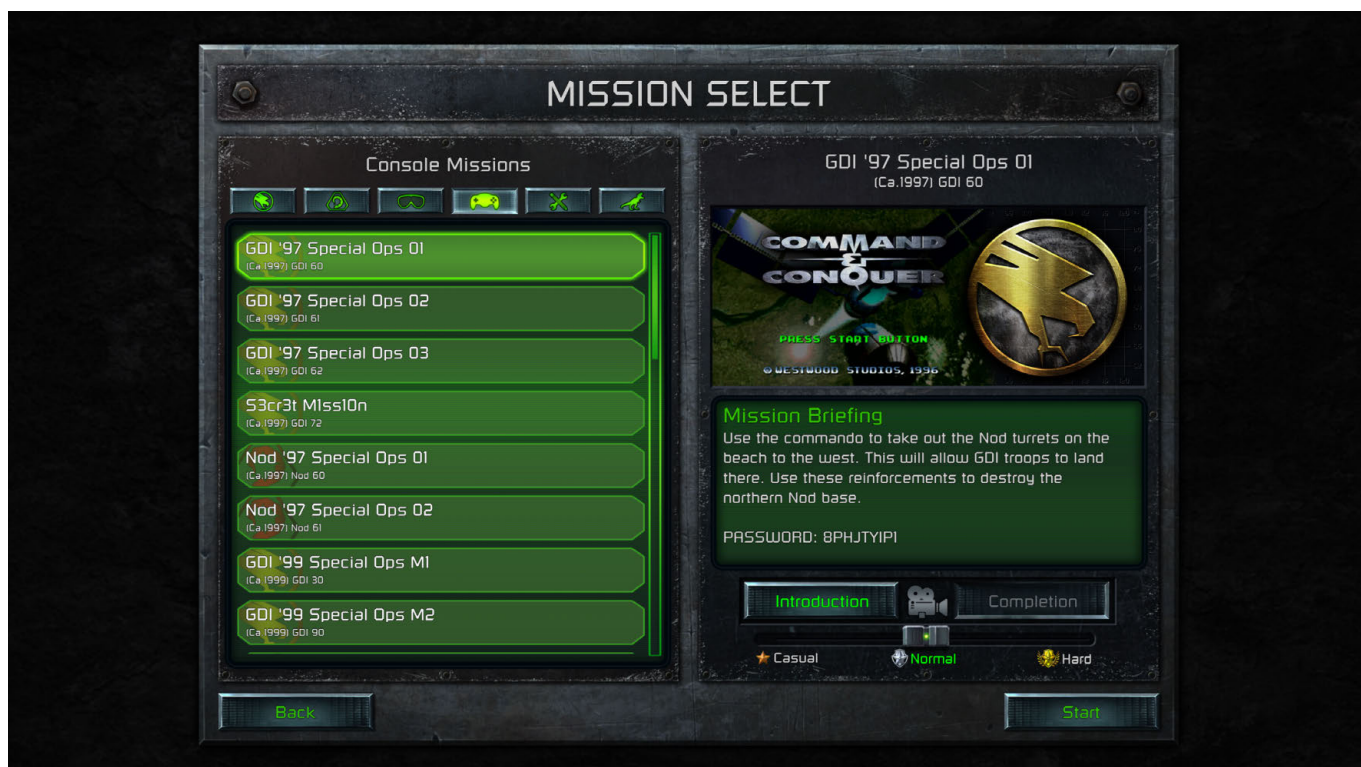 MISSION SELECT
Console Missions
GDI '97 Special Ops 01
(Ca.1997) GDI 60
GDI '97 Special Ops 02
(Ca.1997) GDI 61
GDI '97 Special Ops 03
(Ca.1997) GDI 62
S3cr3t M1ss10n
(Ca.1997) GDI 72
Nod '97 Special Ops 01
(Ca.1997) Nod 60
Nod '97 Special Ops 02
(Ca.1997) Nod 61
GDI '99 Special Ops M1
(Ca.1999) GDI 30
GDI '99 Special Ops M2
(Ca.1999) GDI 90
GDI '97 Special Ops 01
(Ca.1997) GDI 60
COMMAND
&
CONQUER
PRESS START BUTTON
© WESTWOOD STUDIOS, 1996
Mission Briefing
Use the commando to take out the Nod turrets on the
beach to the west. This will allow GDI troops to land
there. Use these reinforcements to destroy the
northern Nod base.
PASSWORD: 8PHJTYIPI
Introduction
Completion
Casual
Normal
Hard
Back
Start